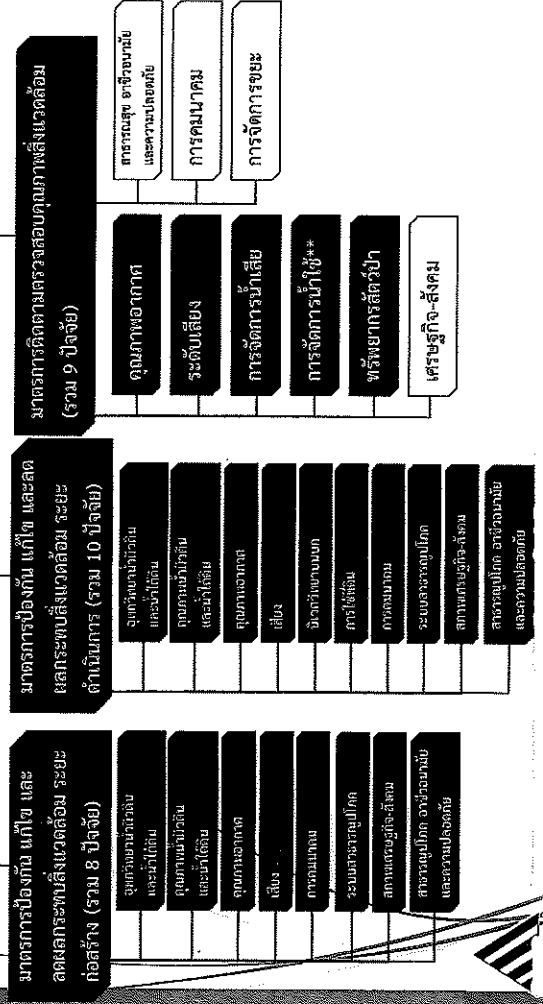 มาตรการป้องกัน แก้ไข และ
ลดผลกระทบสิ่งแวดล้อม ระยะ
ก่อสร้าง (รวม 8 ปัจจัย)
อุทกวิทยาน้ำผิวดิน
และน้ำใต้ดิน
คุณภาพน้ำผิวดิน
และน้ำใต้ดิน
คุณภาพอากาศ
เสียง
การคมนาคม
ระบบสาธารณูปโภค
สภาพเศรษฐกิจ-สังคม
สาธารณูปโภค อาชีวอนามัย
และความปลอดภัย
มาตรการป้องกัน แก้ไข และลด
ผลกระทบสิ่งแวดล้อม ระยะ
ดำเนินการ (รวม 10 ปัจจัย)
อุทกวิทยาน้ำผิวดิน
และน้ำใต้ดิน
คุณภาพน้ำผิวดิน
และน้ำใต้ดิน
คุณภาพอากาศ
เสียง
นิเวศวิทยาบนบก
การใช้ที่ดิน
การคมนาคม
ระบบสาธารณูปโภค
สภาพเศรษฐกิจ-สังคม
สาธารณูปโภค อาชีวอนามัย
และความปลอดภัย
มาตรการติดตามตรวจสอบคุณภาพสิ่งแวดล้อม
(รวม 9 ปัจจัย)
คุณภาพอากาศ
ระดับเสียง
การจัดการน้ำเสีย
การจัดการน้ำใช้**
ทรัพยากรสัตว์ป่า
เศรษฐกิจ-สังคม
สาธารณสุข อาชีวอนามัย
และความปลอดภัย
การคมนาคม
การจัดการขยะ